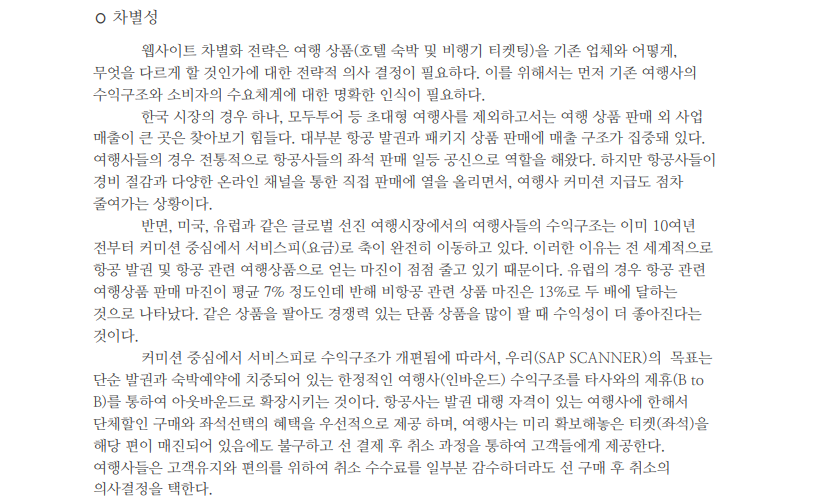 ○ 차별성
웹사이트 차별화 전략은 여행 상품(호텔 숙박 및 비행기 티켓팅)을 기존 업체와 어떻게,
무엇을 다르게 할 것인가에 대한 전략적 의사 결정이 필요하다. 이를 위해서는 먼저 기존 여행사의
수익구조와 소비자의 수요체계에 대한 명확한 인식이 필요하다.
한국 시장의 경우 하나, 모두투어 등 초대형 여행사를 제외하고서는 여행 상품 판매 외 사업
매출이 큰 곳은 찾아보기 힘들다. 대부분 항공 발권과 패키지 상품 판매에 매출 구조가 집중돼 있다.
여행사들의 경우 전통적으로 항공사들의 좌석 판매 일등 공신으로 역할을 해왔다. 하지만 항공사들이
경비 절감과 다양한 온라인 채널을 통한 직접 판매에 열을 올리면서, 여행사 커미션 지급도 점차
줄여가는 상황이다.
반면, 미국, 유럽과 같은 글로벌 선진 여행시장에서의 여행사들의 수익구조는 이미 10여년
전부터 커미션 중심에서 서비스피(요금)로 축이 완전히 이동하고 있다. 이러한 이유는 전 세계적으로
항공 발권 및 항공 관련 여행상품으로 얻는 마진이 점점 줄고 있기 때문이다. 유럽의 경우 항공 관련
여행상품 판매 마진이 평균 7% 정도인데 반해 비항공 관련 상품 마진은 13%로 두 배에 달하는
것으로 나타났다. 같은 상품을 팔아도 경쟁력 있는 단품 상품을 많이 팔 때 수익성이 더 좋아진다는
것이다.
커미션 중심에서 서비스피로 수익구조가 개편됨에 따라서, 우리(SAP SCANNER)의 목표는
단순 발권과 숙박예약에 치중되어 있는 한정적인 여행사(인바운드) 수익구조를 타사와의 제휴(B to
B)를 통하여 아웃바운드로 확장시키는 것이다. 항공사는 발권 대행 자격이 있는 여행사에 한해서
단체할인 구매와 좌석선택의 혜택을 우선적으로 제공 하며, 여행사는 미리 확보해놓은 티켓(좌석)을
해당 편이 매진되어 있음에도 불구하고 선 결제 후 취소 과정을 통하여 고객들에게 제공한다.
여행사들은 고객유지와 편의를 위하여 취소 수수료를 일부분 감수하더라도 선 구매 후 취소의
의사결정을 택한다.